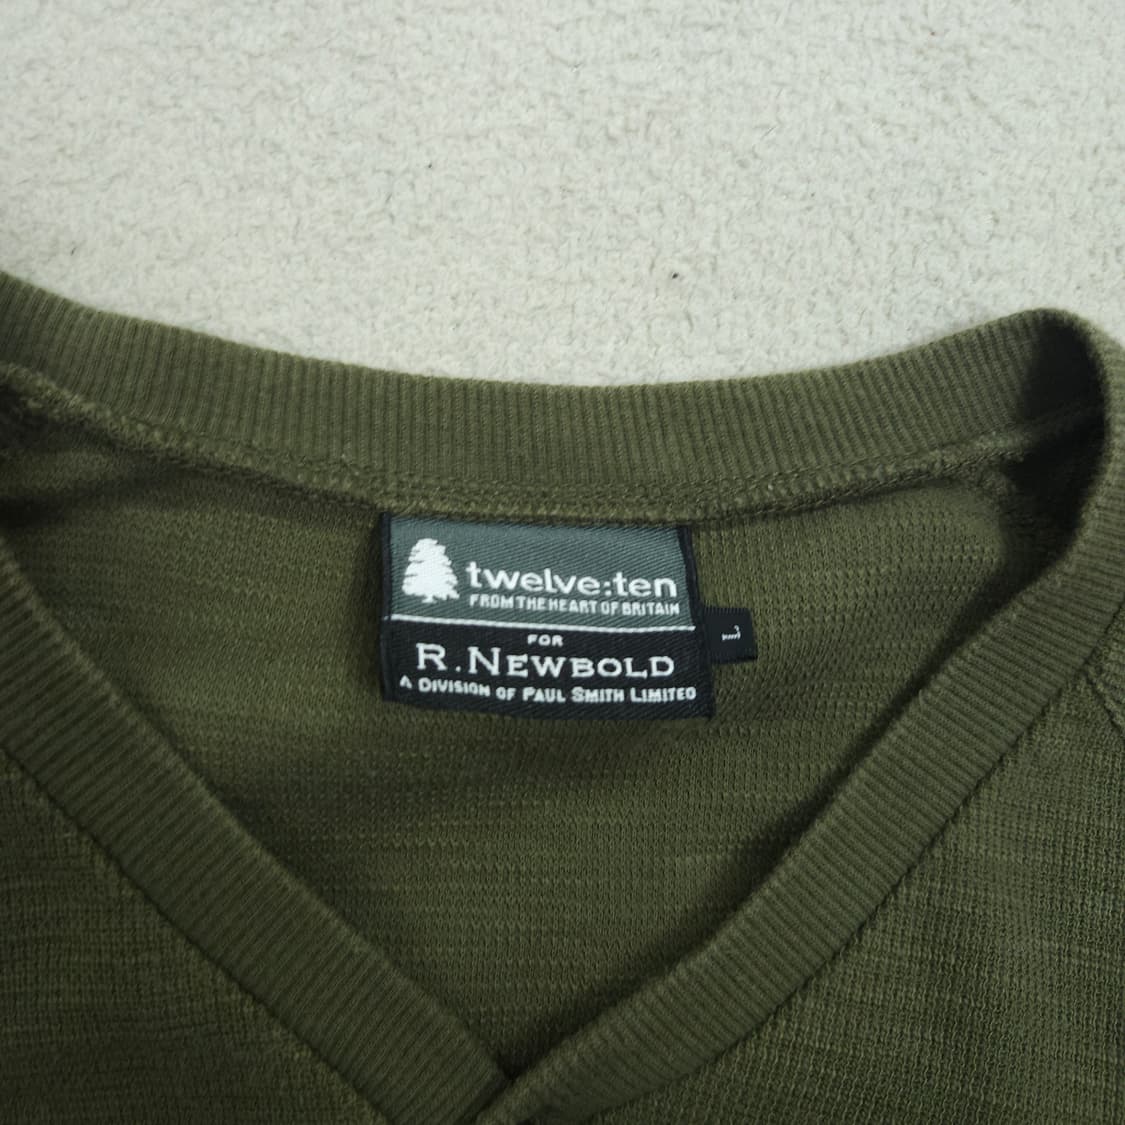 twelve:ten
FROM THE HEART OF BRITAIN
FOR
R. NEWBOLD
A DIVISION OF PAUL SMITH LIMITED
L